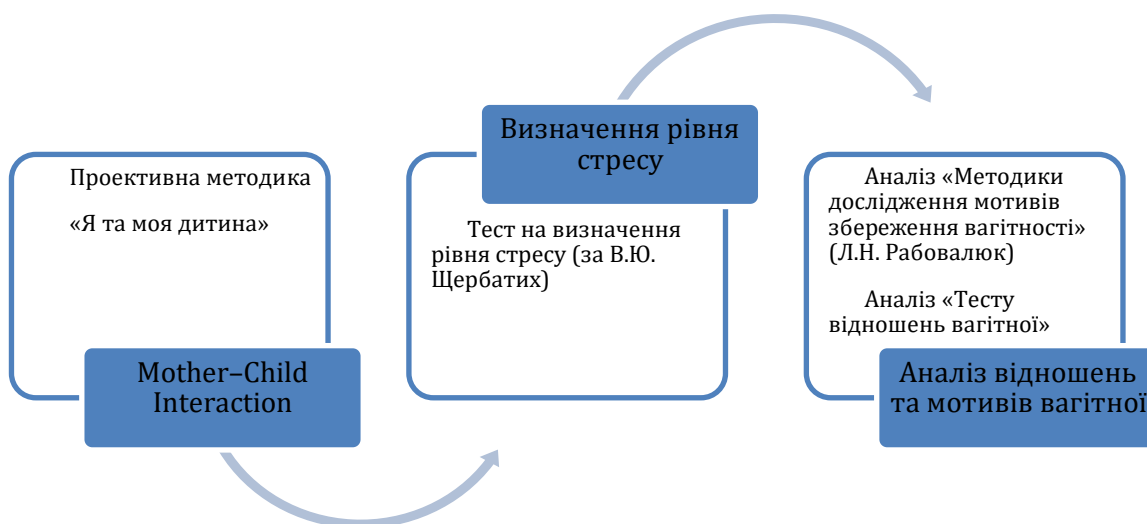 Проективна методика
«Я та моя дитина»
Mother–Child
Interaction
Визначення рівня
стресу
Тест на визначення
рівня стресу (за В.Ю.
Щербатих)
Аналіз «Методики
дослідження мотивів
збереження вагітності»
(Л.Н. Рабовалюк)
Аналіз «Тесту
відношень вагітної»
Аналіз відношень
та мотивів вагітної